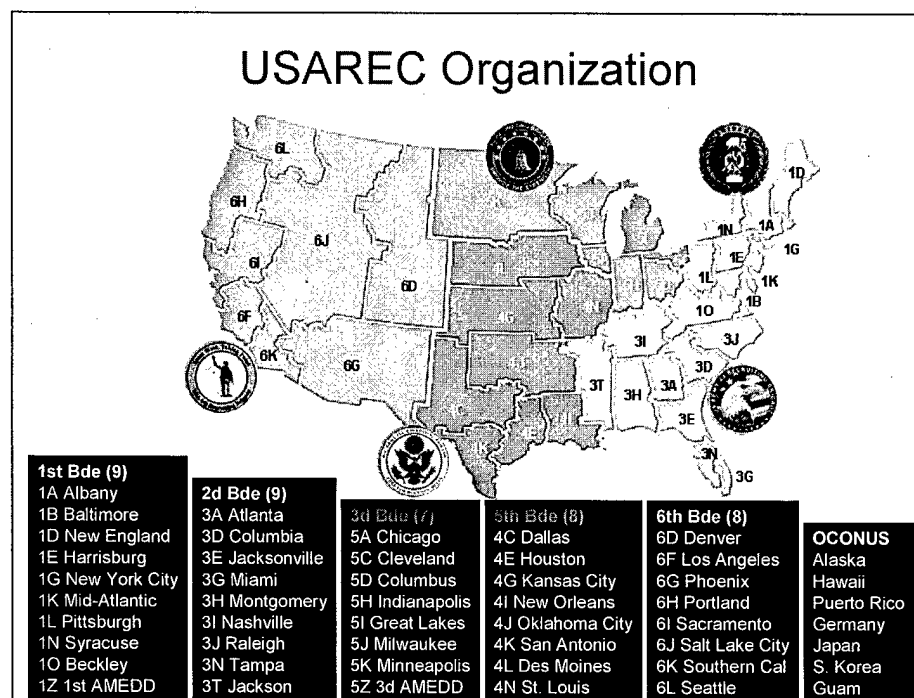 USAREC Organization
6L
6H
6J
6I
6D
6F
6K
6G
1D
1N
1A
1G
1E
1K
1L
1B
1O
3I
3J
3T
3H
3A
3D
3E
3N
3G
1st Bde (9)
1A Albany
1B Baltimore
1D New England
1E Harrisburg
1G New York City
1K Mid-Atlantic
1L Pittsburgh
1N Syracuse
1O Beckley
1Z 1st AMEDD
2d Bde (9)
3A Atlanta
3D Columbia
3E Jacksonville
3G Miami
3H Montgomery
3I Nashville
3J Raleigh
3N Tampa
3T Jackson
3d Bde (7)
5A Chicago
5C Cleveland
5D Columbus
5H Indianapolis
5I Great Lakes
5J Milwaukee
5K Minneapolis
5Z 3d AMEDD
5th Bde (8)
4C Dallas
4E Houston
4G Kansas City
4I New Orleans
4J Oklahoma City
4K San Antonio
4L Des Moines
4N St. Louis
6th Bde (8)
6D Denver
6F Los Angeles
6G Phoenix
6H Portland
6I Sacramento
6J Salt Lake City
6K Southern Cal
6L Seattle
OCONUS
Alaska
Hawaii
Puerto Rico
Germany
Japan
S. Korea
Guam